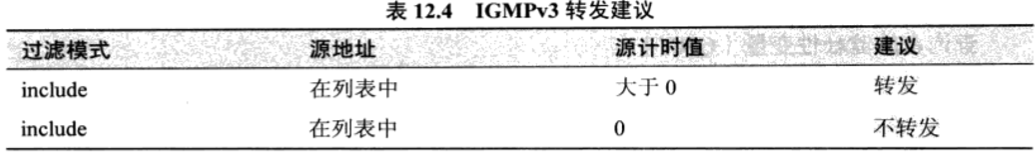 表 12.4 IGMPv3 转发建议
过滤模式 源地址 源计时值 建议
include 在列表中 大于 0 转发
include 在列表中 0 不转发